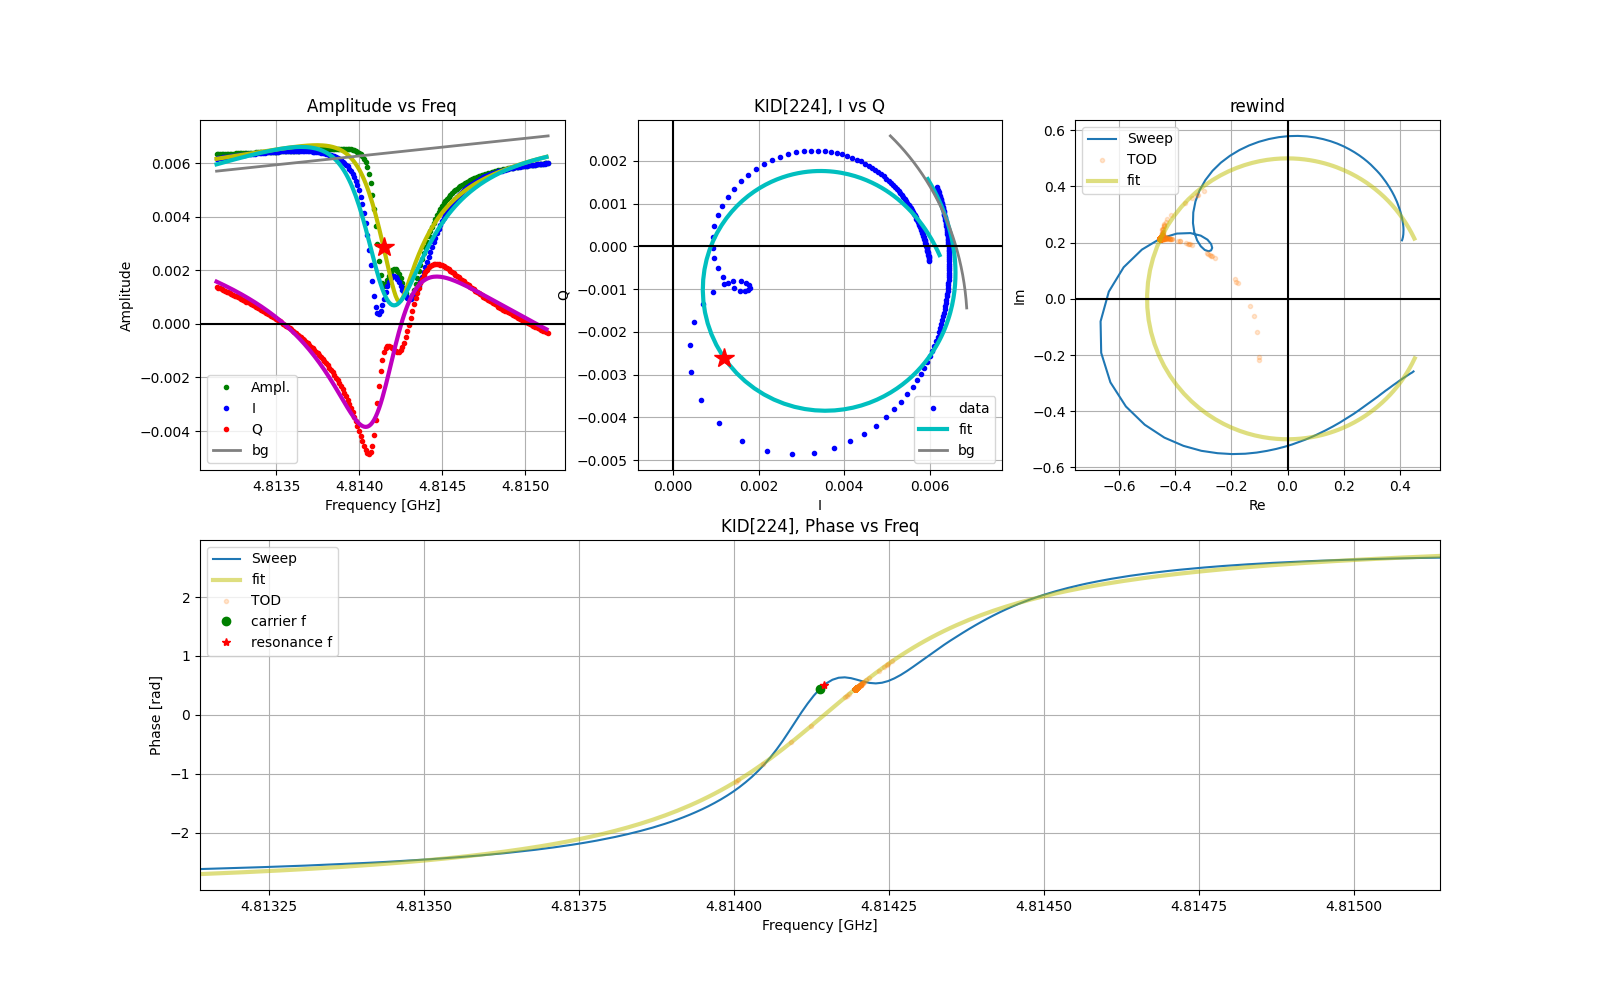 Amplitude vs Freq
Amplitude
0.006
0.004
0.002
0.000
−0.002
−0.004
Ampl.
I
Q
bg
4.8135
4.8140
4.8145
4.8150
Frequency [GHz]
KID[224], I vs Q
Q
0.002
0.001
0.000
−0.001
−0.002
−0.003
−0.004
−0.005
data
fit
bg
0.000
0.002
0.004
0.006
I
rewind
Im
0.6
0.4
0.2
0.0
−0.2
−0.4
−0.6
Sweep
TOD
fit
−0.6
−0.4
−0.2
0.0
0.2
0.4
Re
KID[224], Phase vs Freq
Phase [rad]
2
1
0
−1
−2
Sweep
fit
TOD
carrier f
resonance f
4.81325
4.81350
4.81375
4.81400
4.81425
4.81450
4.81475
4.81500
Frequency [GHz]